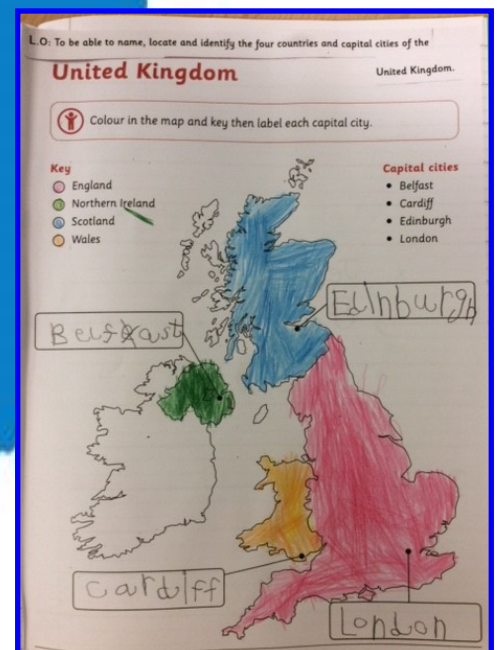 L.O: To be able to name, locate and identify the four countries and capital cities of the
United Kingdom.
United Kingdom
Colour in the map and key then label each capital city.
Key
England
Northern Ireland
Scotland
Wales
Capital cities
• Belfast
• Cardiff
• Edinburgh
• London
Edinburgh
Belfast
Cardiff
London